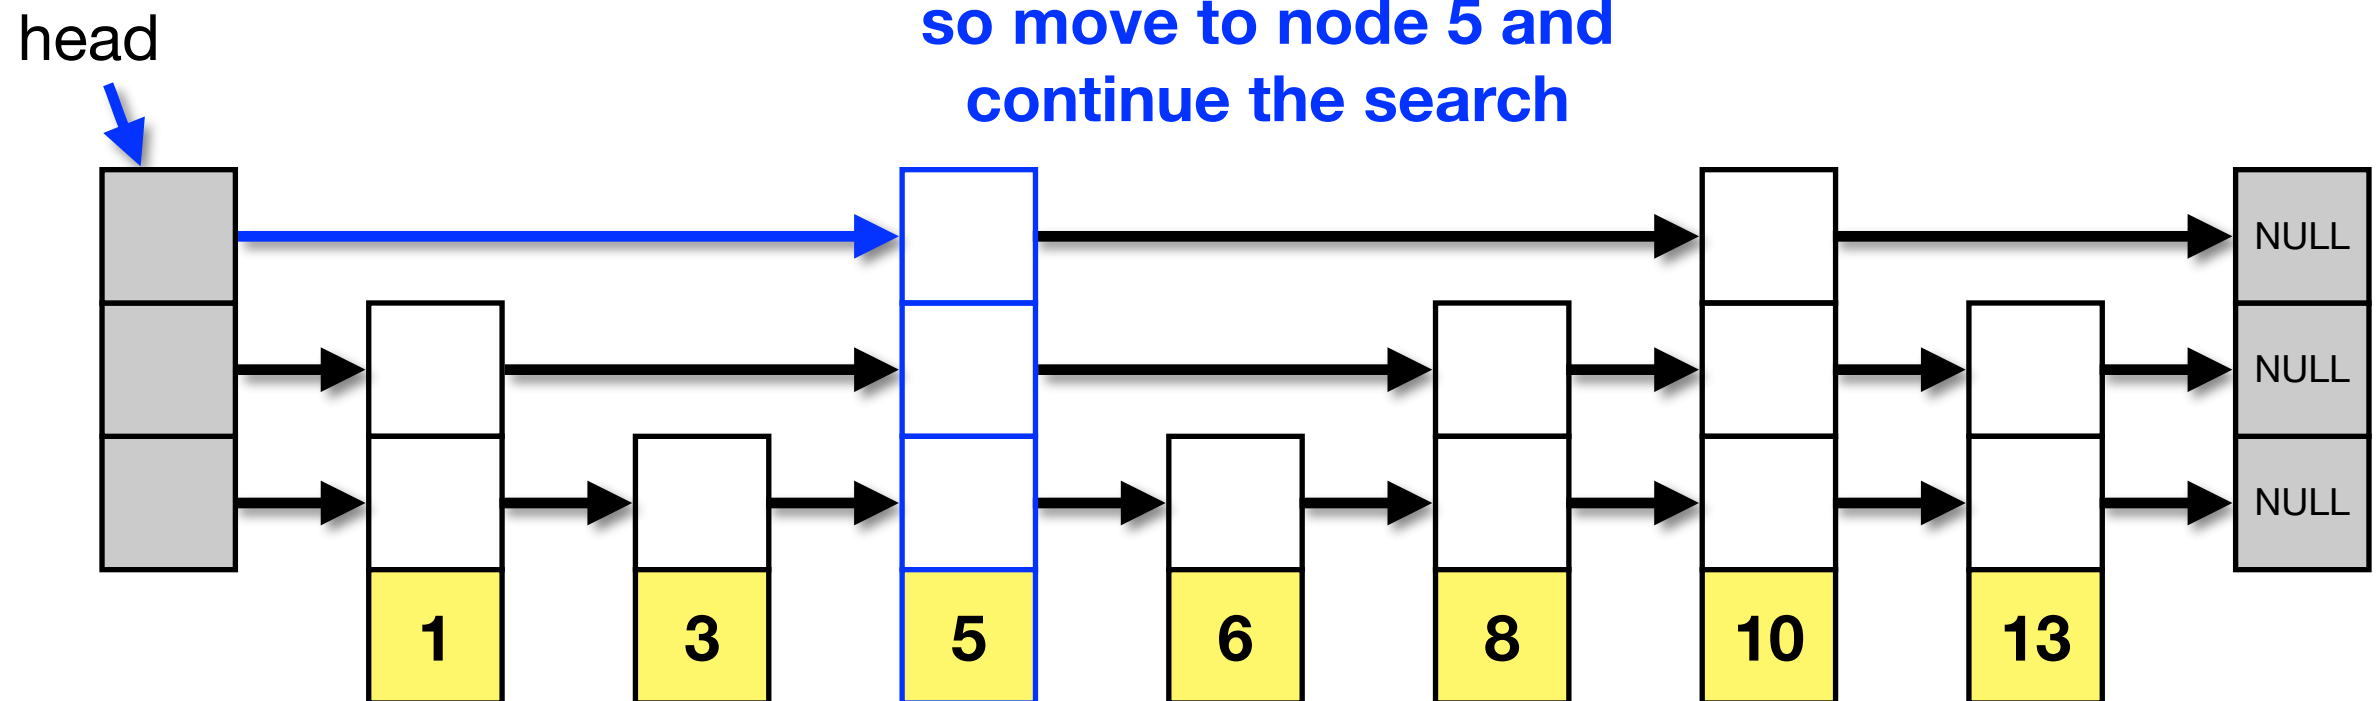 head
so move to node 5 and
continue the search
NULL
NULL
NULL
1 3 5 6 8 10 13